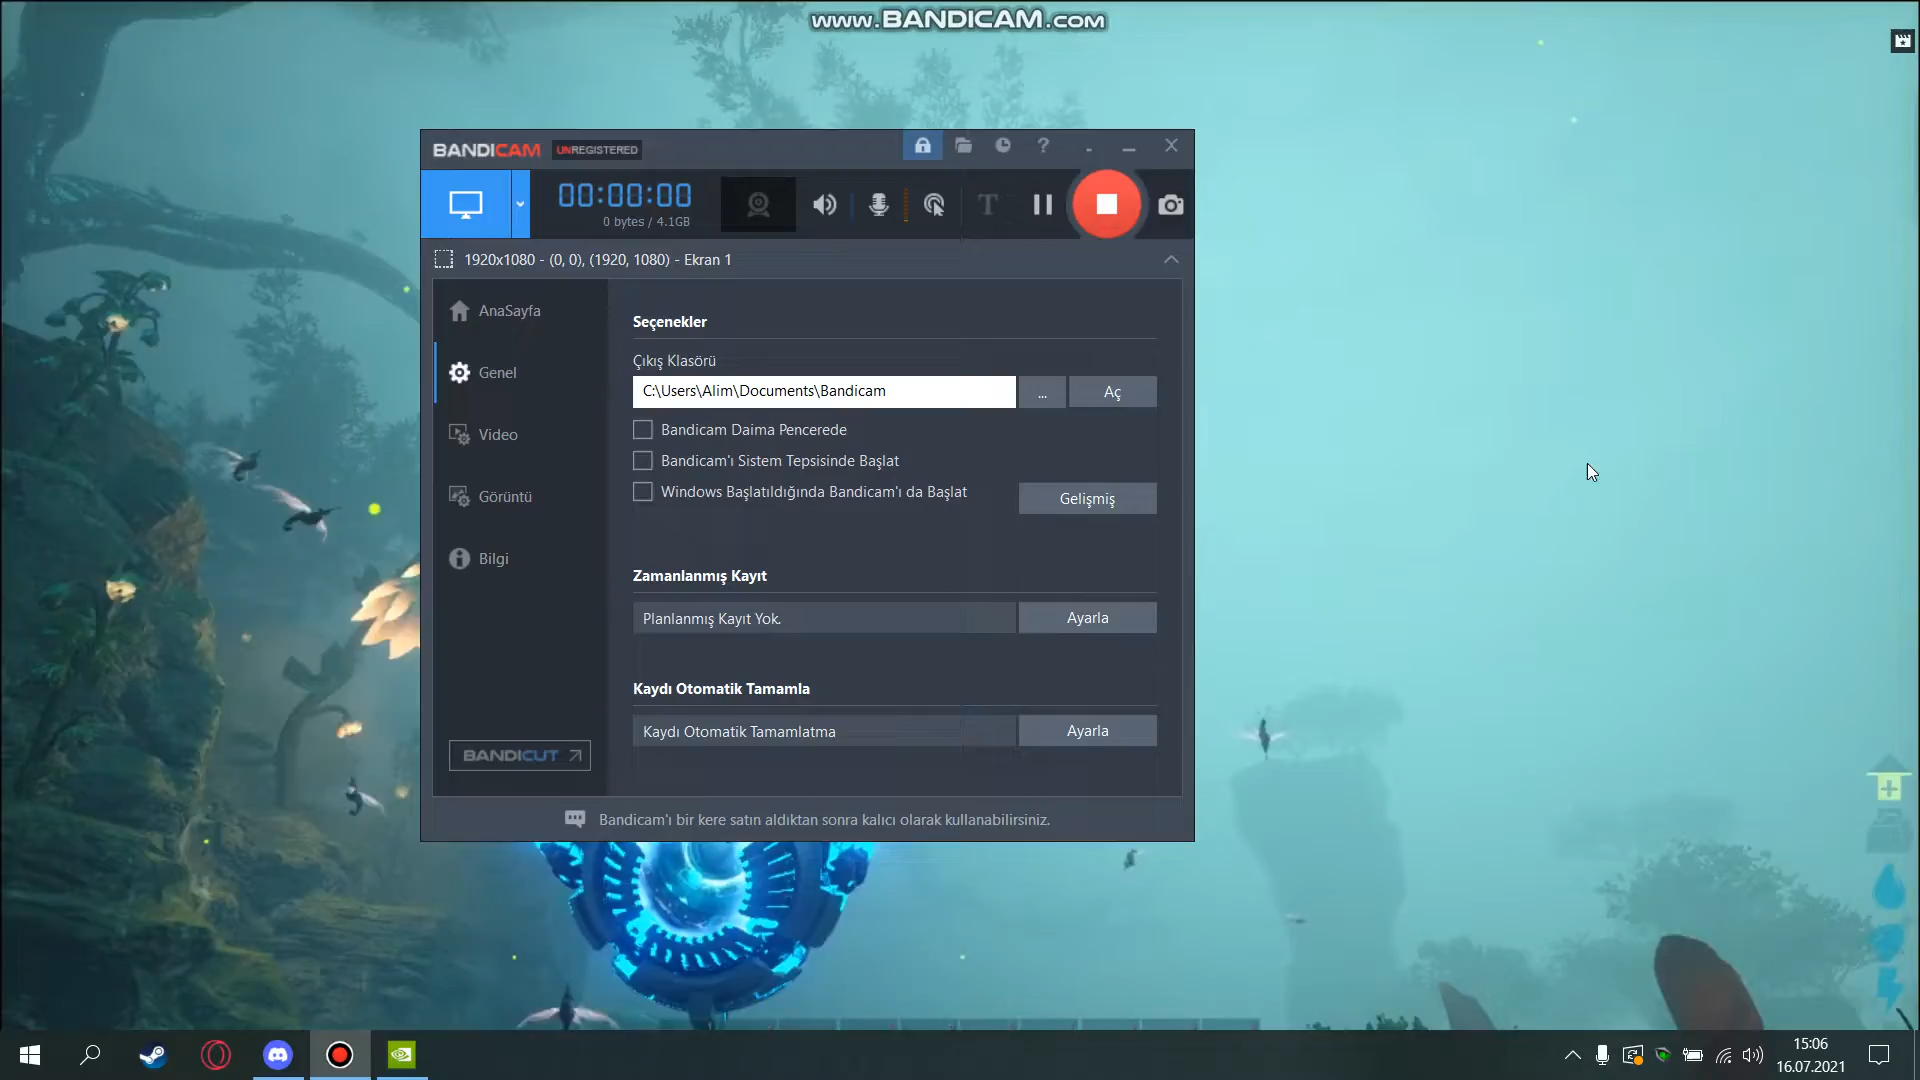 www.BANDICAM.com
BANDICAM UNREGISTERED
?
00:00:00
0 bytes / 4.1GB
T
1920x1080 - (0, 0), (1920, 1080) - Ekran 1
AnaSayfa
Genel
Video
Görüntü
Bilgi
BANDICUT
Seçenekler
Çıkış Klasörü
C:\Users\Alim\Documents\Bandicam
...
Aç
Bandicam Daima Pencerede
Bandicam'ı Sistem Tepsisinde Başlat
Windows Başlatıldığında Bandicam'ı da Başlat
Gelişmiş
Zamanlanmış Kayıt
Planlanmış Kayıt Yok.
Ayarla
Kaydı Otomatik Tamamla
Kaydı Otomatik Tamamlatma
Ayarla
Bandicam'ı bir kere satın aldıktan sonra kalıcı olarak kullanabilirsiniz.
15:06
16.07.2021